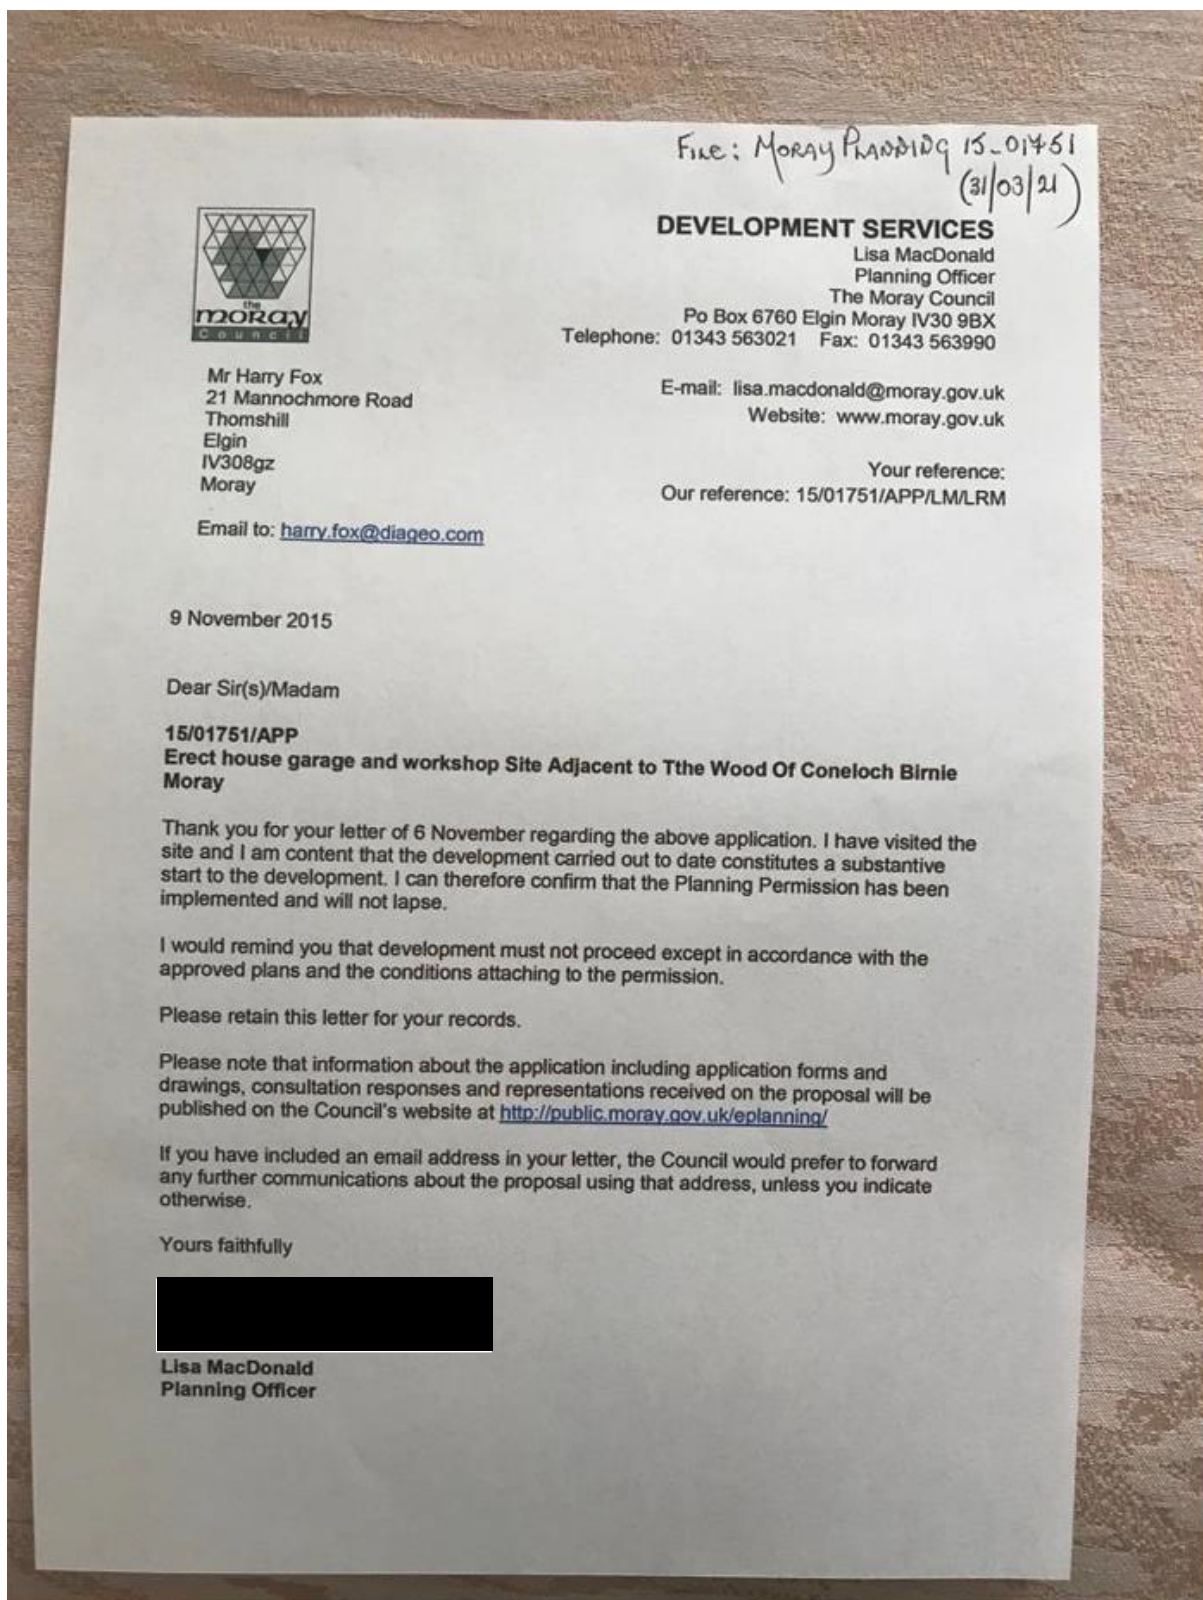 File: Moray Planning 15-01751
(31/03/21)
the
moray
Council
DEVELOPMENT SERVICES
Lisa MacDonald
Planning Officer
The Moray Council
Po Box 6760 Elgin Moray IV30 9BX
Telephone: 01343 563021 Fax: 01343 563990
E-mail: lisa.macdonald@moray.gov.uk
Website: www.moray.gov.uk
Your reference:
Our reference: 15/01751/APP/LM/LRM
Mr Harry Fox
21 Mannochmore Road
Thomshill
Elgin
IV308gz
Moray
Email to: harry.fox@diageo.com
9 November 2015
Dear Sir(s)/Madam
15/01751/APP
Erect house garage and workshop Site Adjacent to Tthe Wood Of Coneloch Birnie
Moray
Thank you for your letter of 6 November regarding the above application. I have visited the
site and I am content that the development carried out to date constitutes a substantive
start to the development. I can therefore confirm that the Planning Permission has been
implemented and will not lapse.
I would remind you that development must not proceed except in accordance with the
approved plans and the conditions attaching to the permission.
Please retain this letter for your records.
Please note that information about the application including application forms and
drawings, consultation responses and representations received on the proposal will be
published on the Council's website at http://public.moray.gov.uk/eplanning/
If you have included an email address in your letter, the Council would prefer to forward
any further communications about the proposal using that address, unless you indicate
otherwise.
Yours faithfully
Lisa MacDonald
Planning Officer